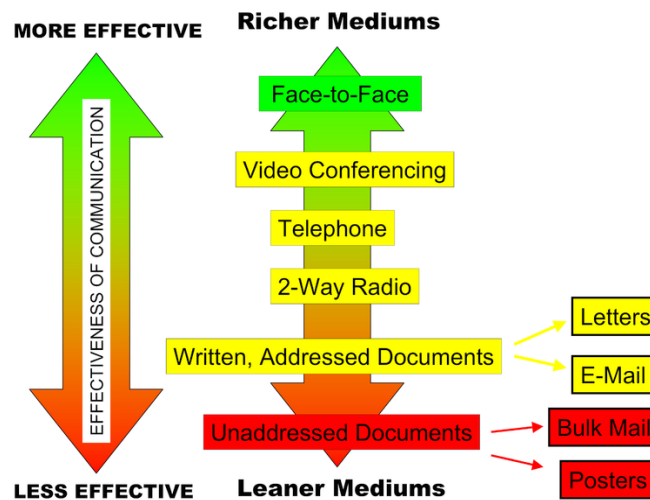 MORE EFFECTIVE
Richer Mediums
EFFECTIVENESS OF COMMUNICATION
Face-to-Face
Video Conferencing
Telephone
2-Way Radio
Written, Addressed Documents
Letters
E-Mail
Unaddressed Documents
Bulk Mail
Posters
LESS EFFECTIVE
Leaner Mediums